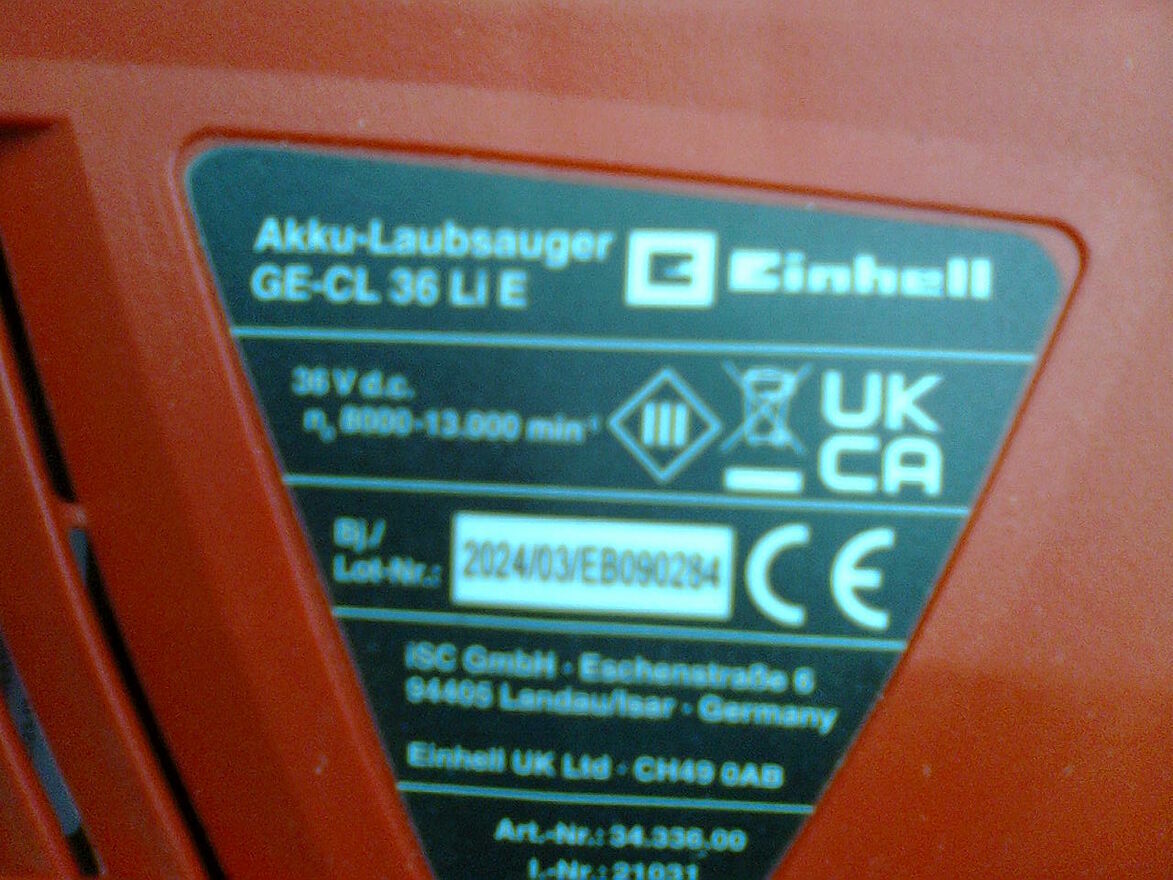 Akku-Laubsauger
GE-CL 36 Li E
Einhell
36 V d.c.
n₀ 8000-13.000 min⁻¹
III
UK
CA
Bj./
Lot-Nr.: 2024/03/EB090284
CE
iSC GmbH · Eschenstraße 6
94405 Landau/Isar · Germany
Einhell UK Ltd · CH49 0AB
Art.-Nr.: 34.336.00
I.-Nr.: 21031